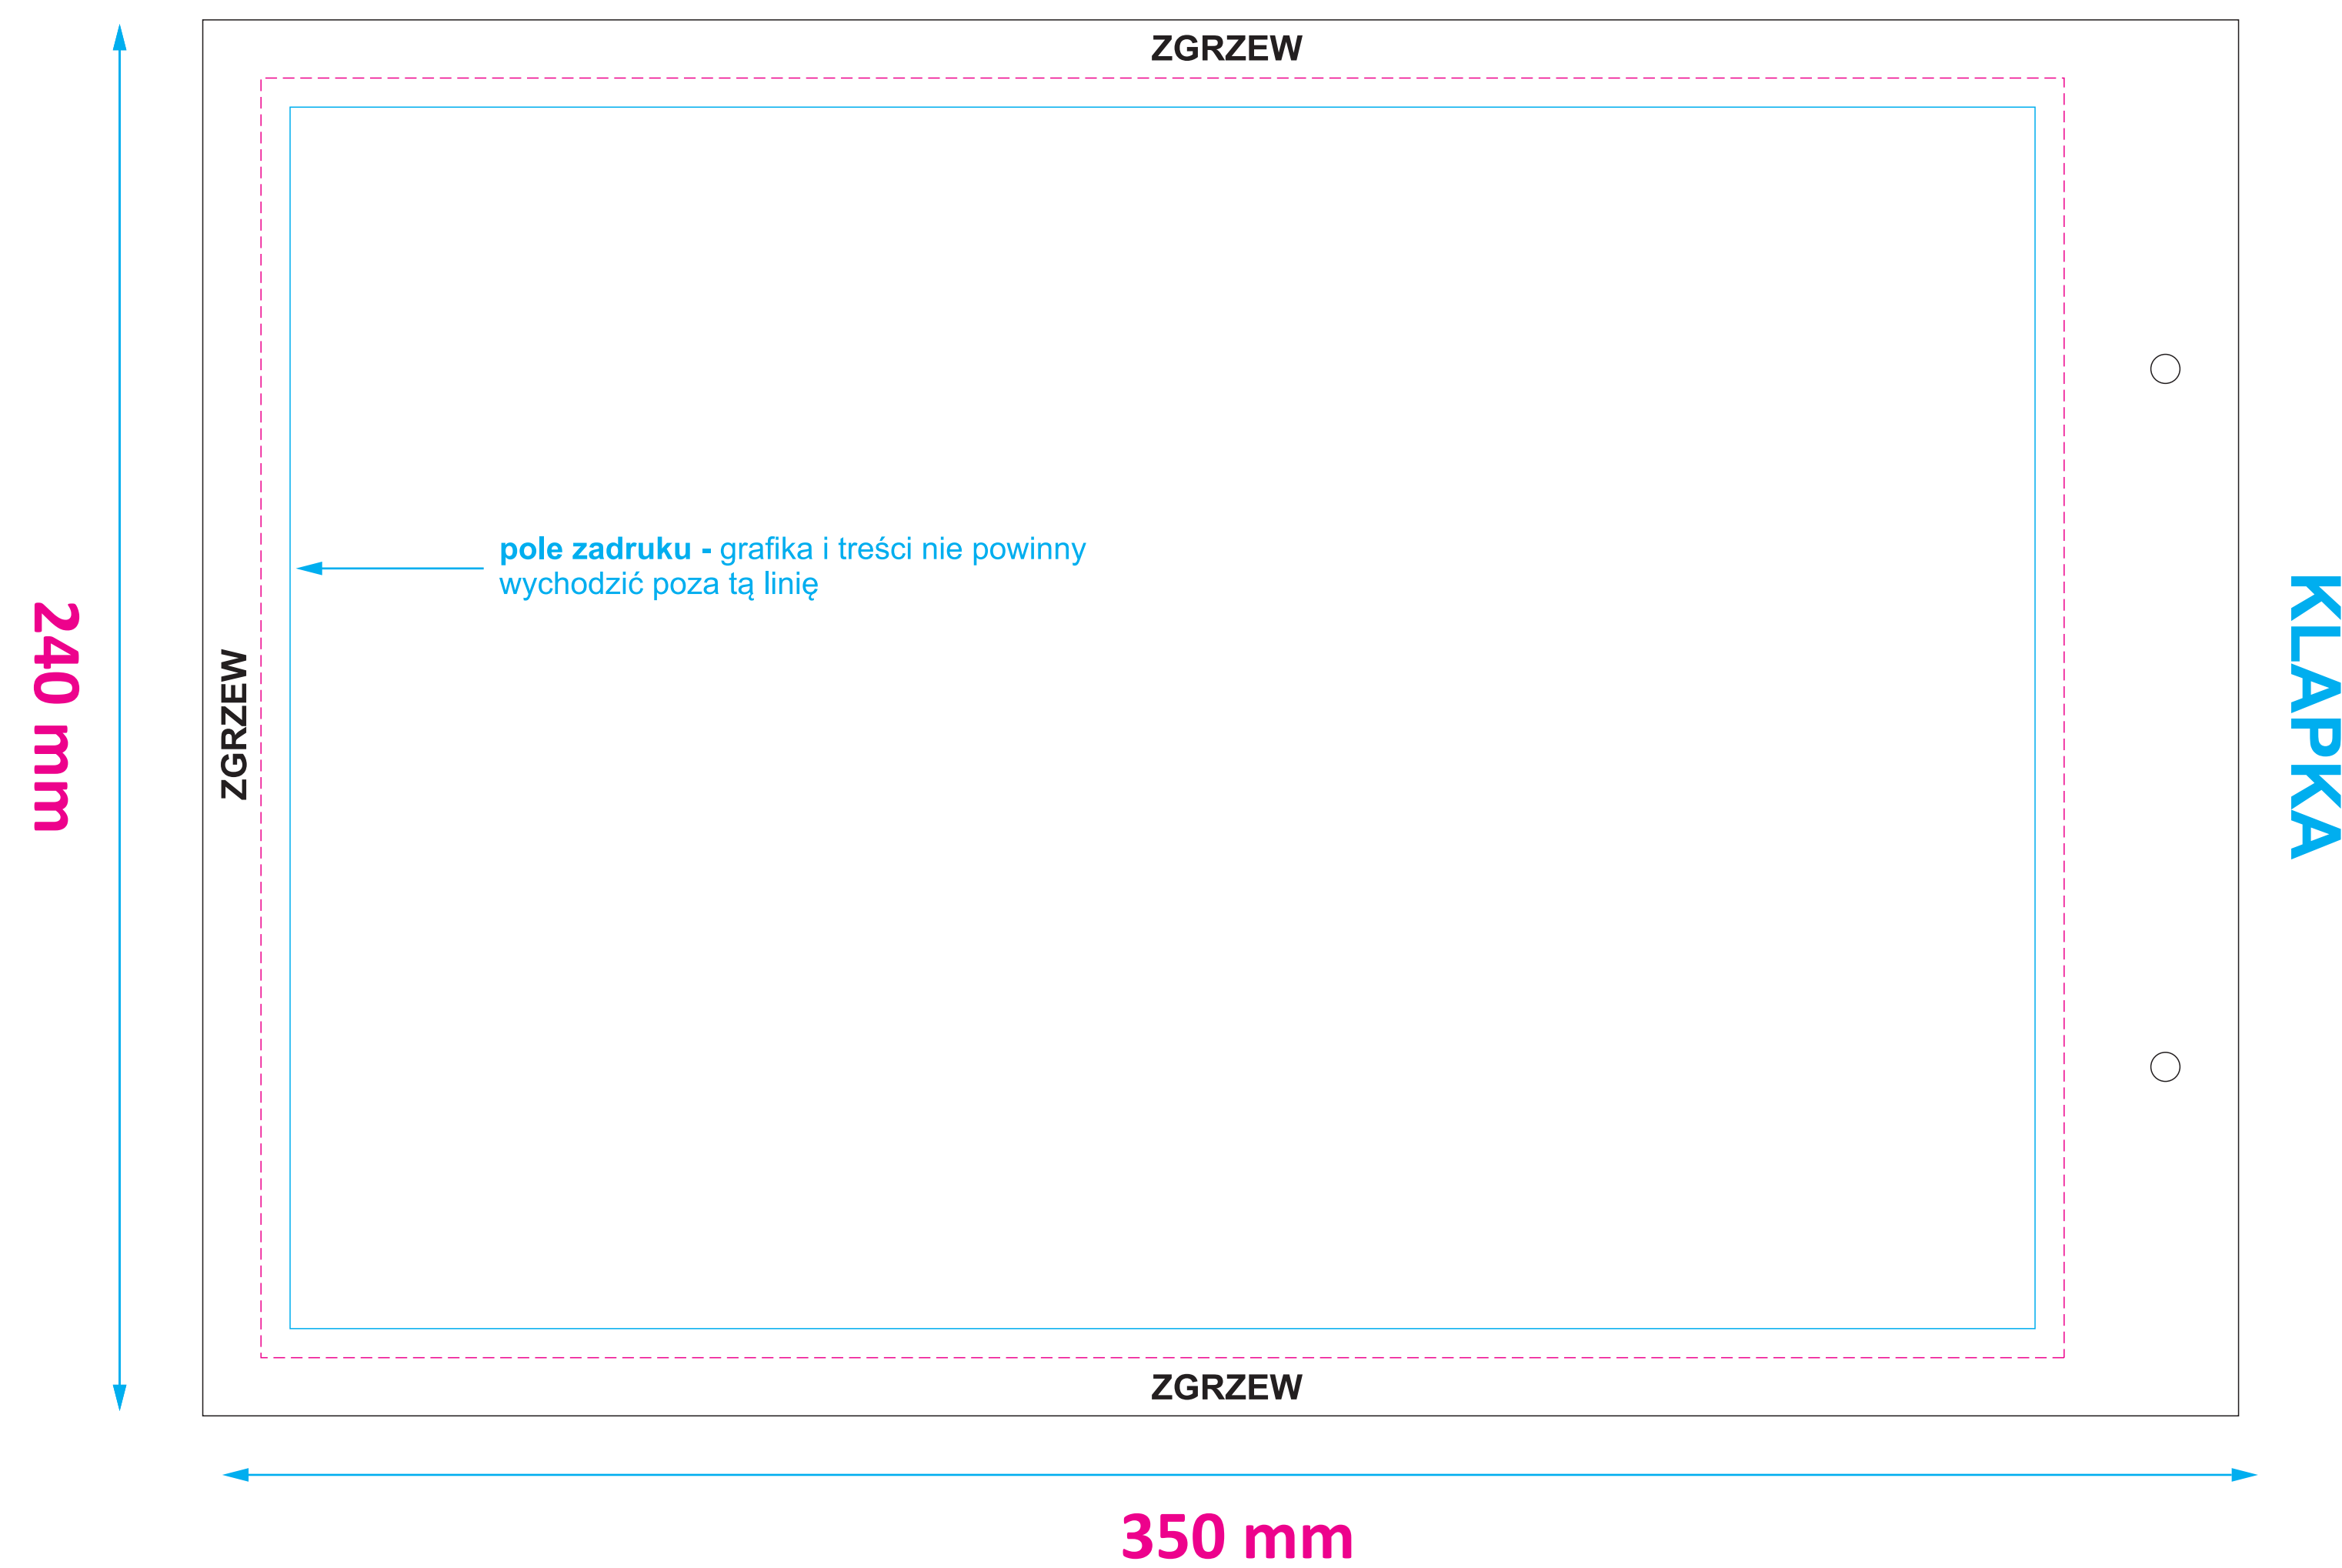 ZGRZEW
pole zadruku - grafika i treści nie powinny
wychodzić poza tą linię
240 mm
ZGRZEW
KLAPKA
ZGRZEW
350 mm